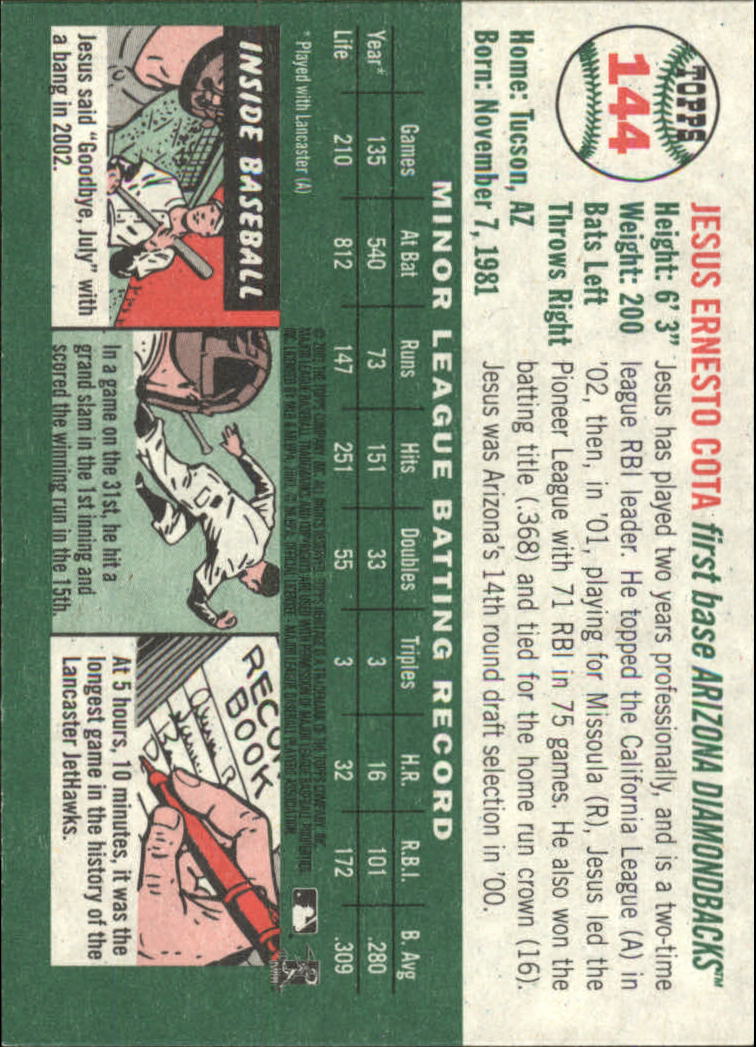 TOPPS
144
JESUS ERNESTO COTA first base ARIZONA DIAMONDBACKS™
Height: 6' 3"
Weight: 200
Bats Left
Throws Right
Home: Tucson, AZ
Born: November 7, 1981
Jesus has played two years professionally, and is a two-time
league RBI leader. He topped the California League (A) in
'02, then, in '01, playing for Missoula (R), Jesus led the
Pioneer League with 71 RBI in 75 games. He also won the
batting title (.368) and tied for the home run crown (16).
Jesus was Arizona's 14th round draft selection in '00.
MINOR LEAGUE BATTING RECORD
Games At Bat Runs Hits Doubles Triples H.R. R.B.I. B. Avg
Year* 135 540 73 151 33 3 16 101 .280
Life 210 812 147 251 55 3 32 172 .309
* Played with Lancaster (A)
INSIDE BASEBALL
Jesus said "Goodbye, July" with
a bang in 2002.
In a game on the 31st, he hit a
grand slam in the 1st inning and
scored the winning run in the 15th.
RECORD
BOOK
At 5 hours, 10 minutes, it was the
longest game in the history of the
Lancaster JetHawks.